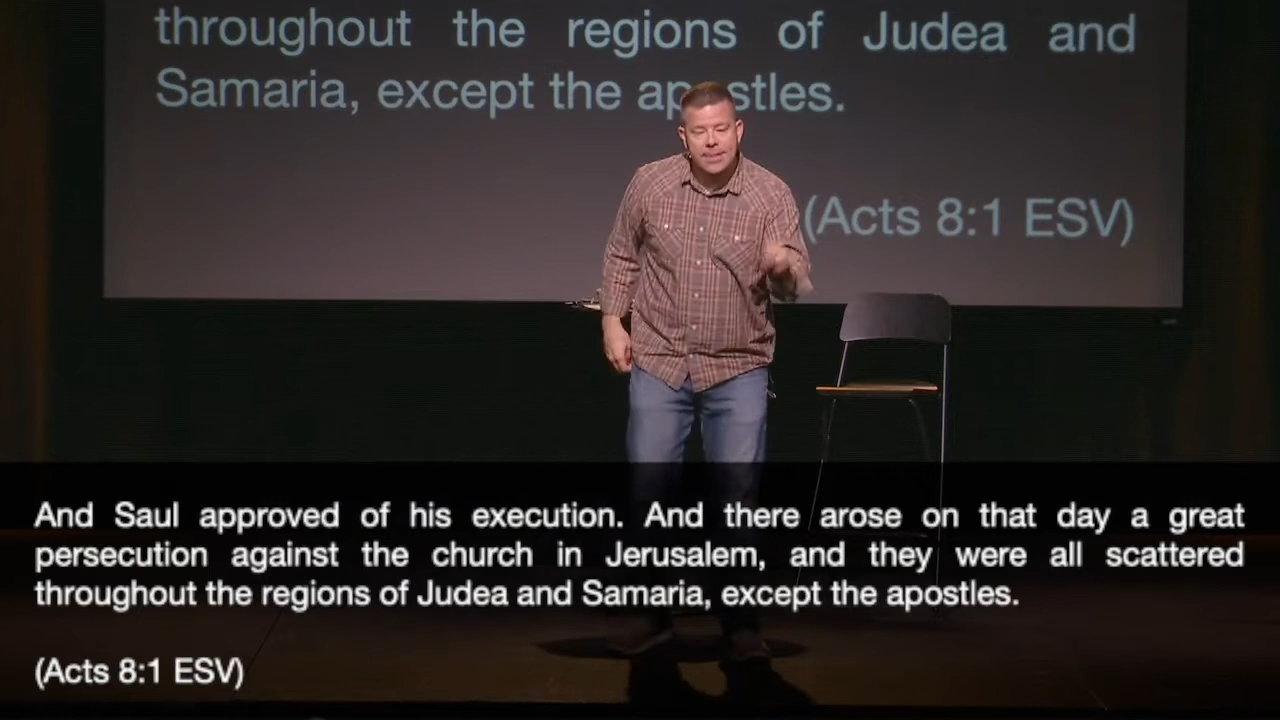 throughout the regions of Judea and
Samaria, except the apostles.
(Acts 8:1 ESV)
And Saul approved of his execution. And there arose on that day a great
persecution against the church in Jerusalem, and they were all scattered
throughout the regions of Judea and Samaria, except the apostles.
(Acts 8:1 ESV)